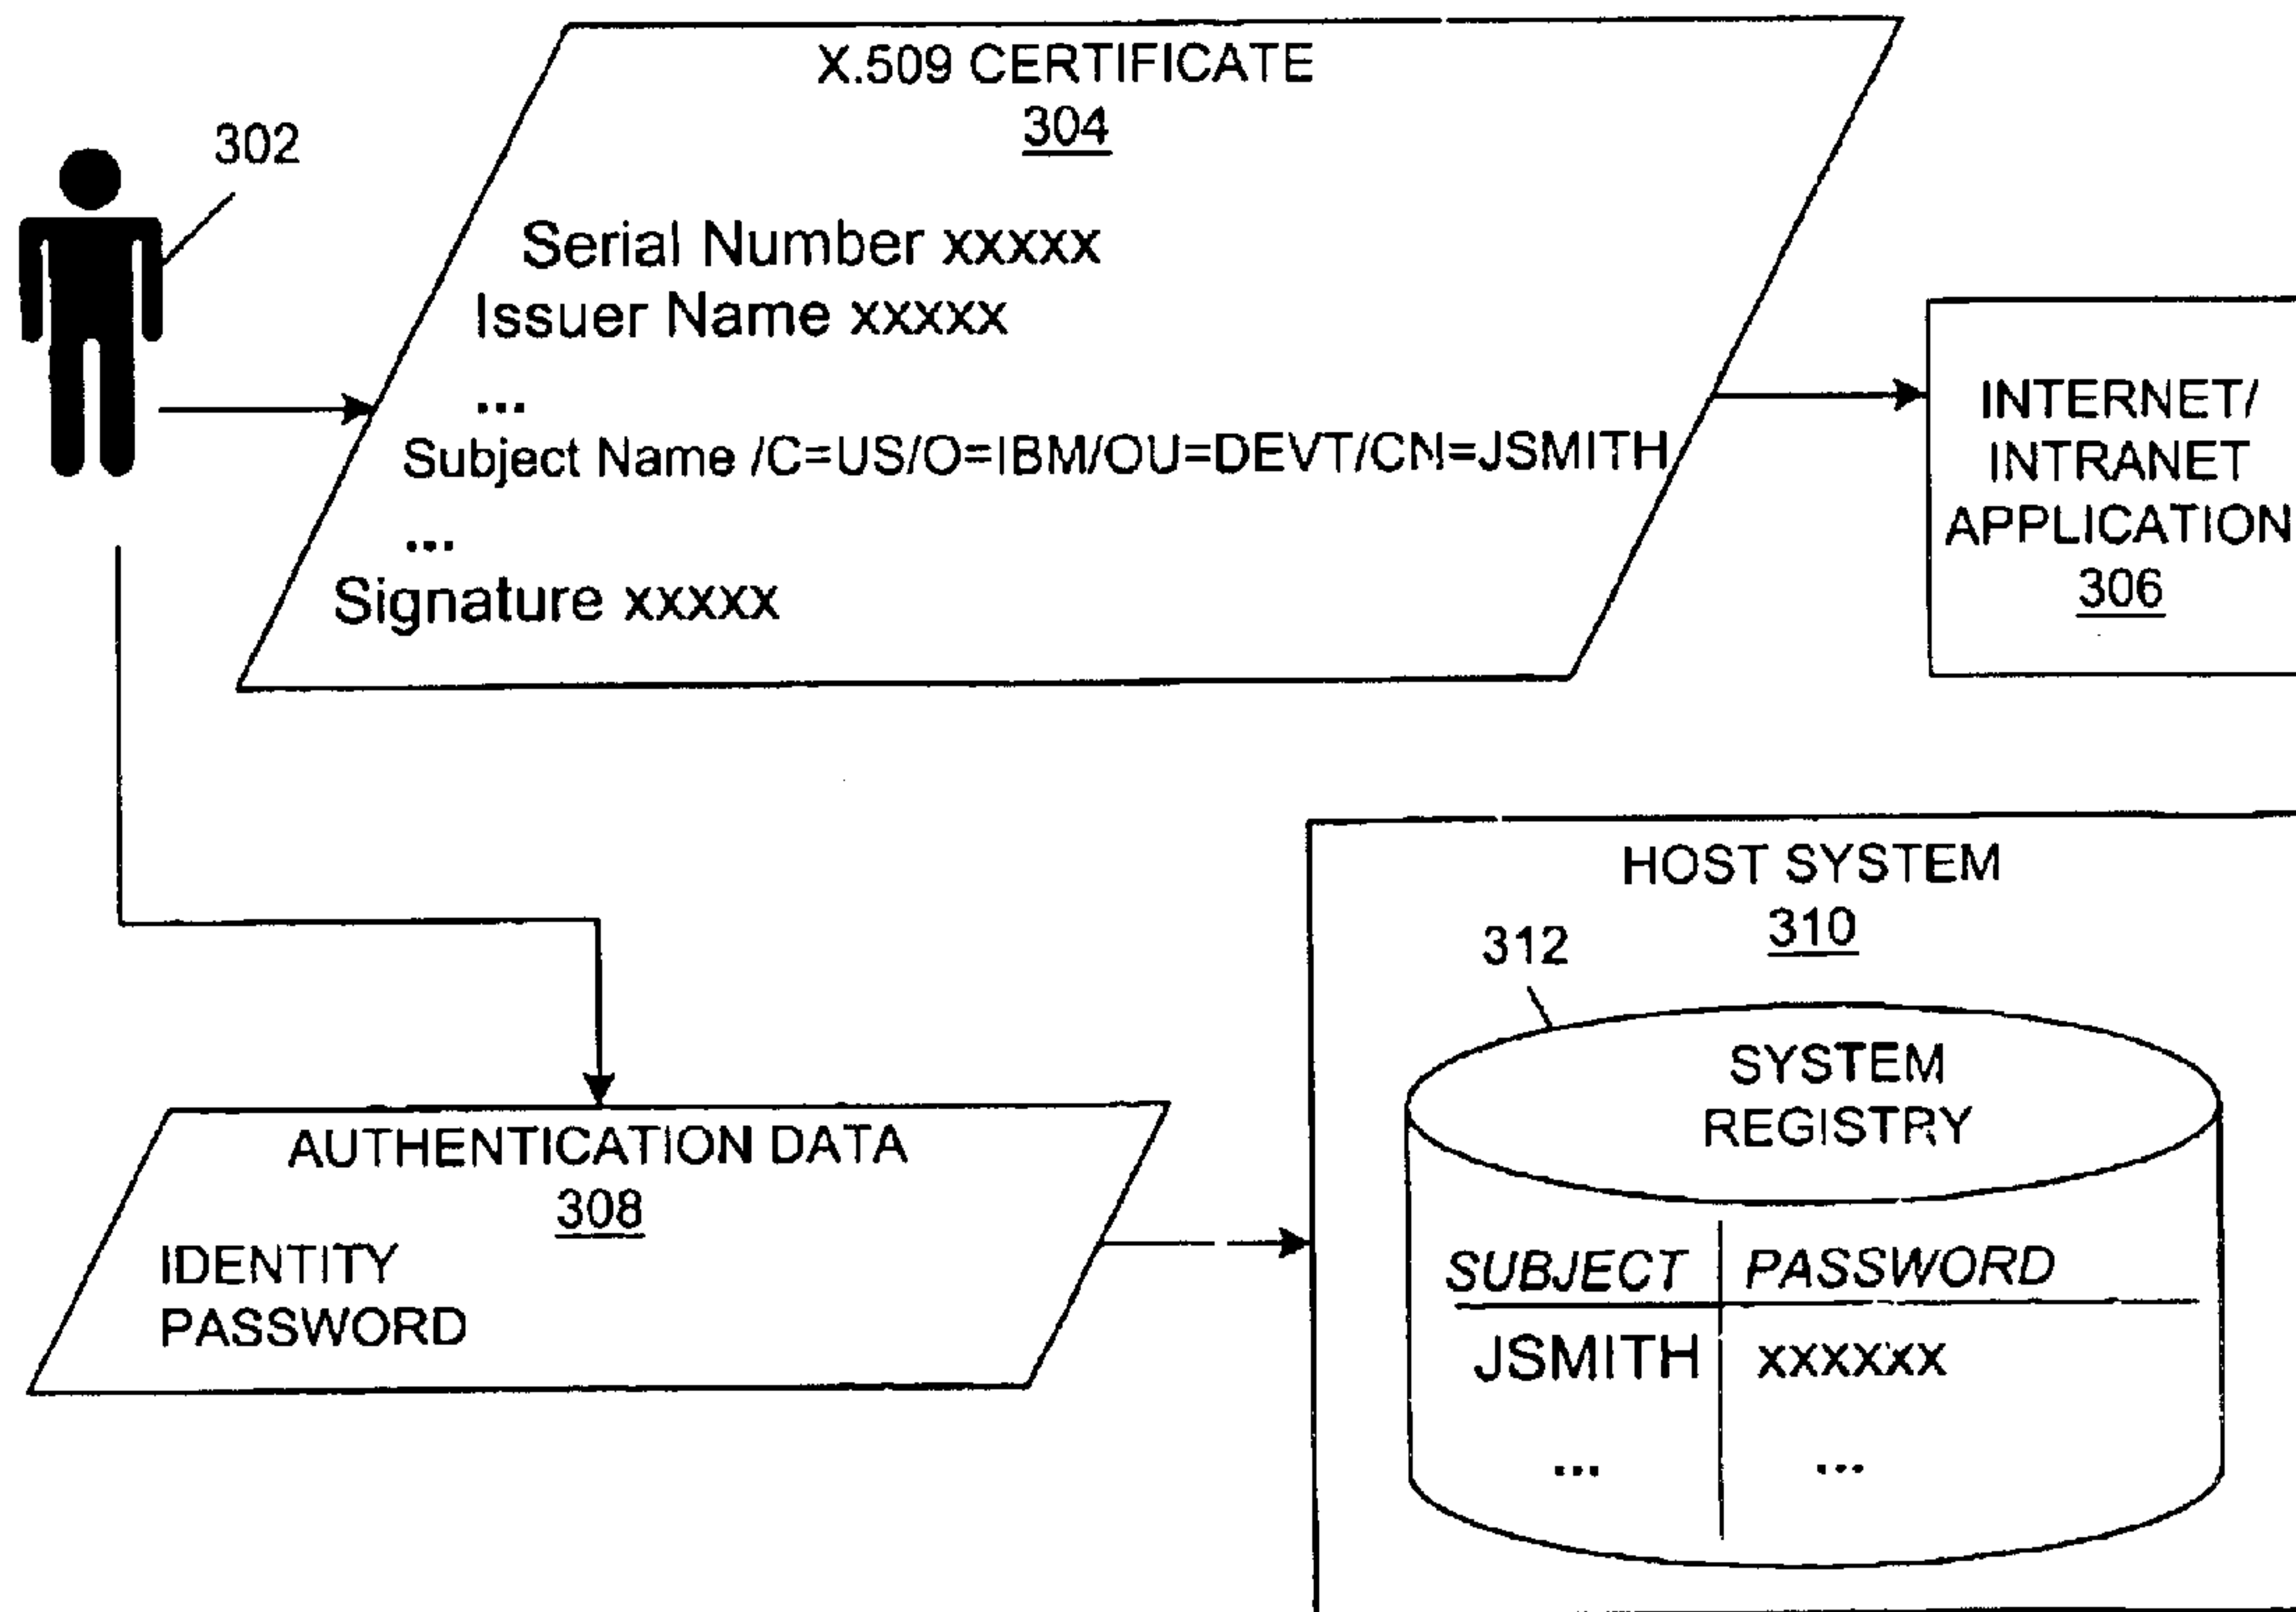 X.509 CERTIFICATE
304
302
Serial Number xxxxx
Issuer Name xxxxx
...
Subject Name /C=US/O=IBM/OU=DEVT/CN=JSMITH
...
Signature xxxxx
INTERNET/
INTRANET
APPLICATION
306
HOST SYSTEM
310
312
SYSTEM
REGISTRY
SUBJECT PASSWORD
JSMITH xxxxxx
... ...
AUTHENTICATION DATA
308
IDENTITY
PASSWORD